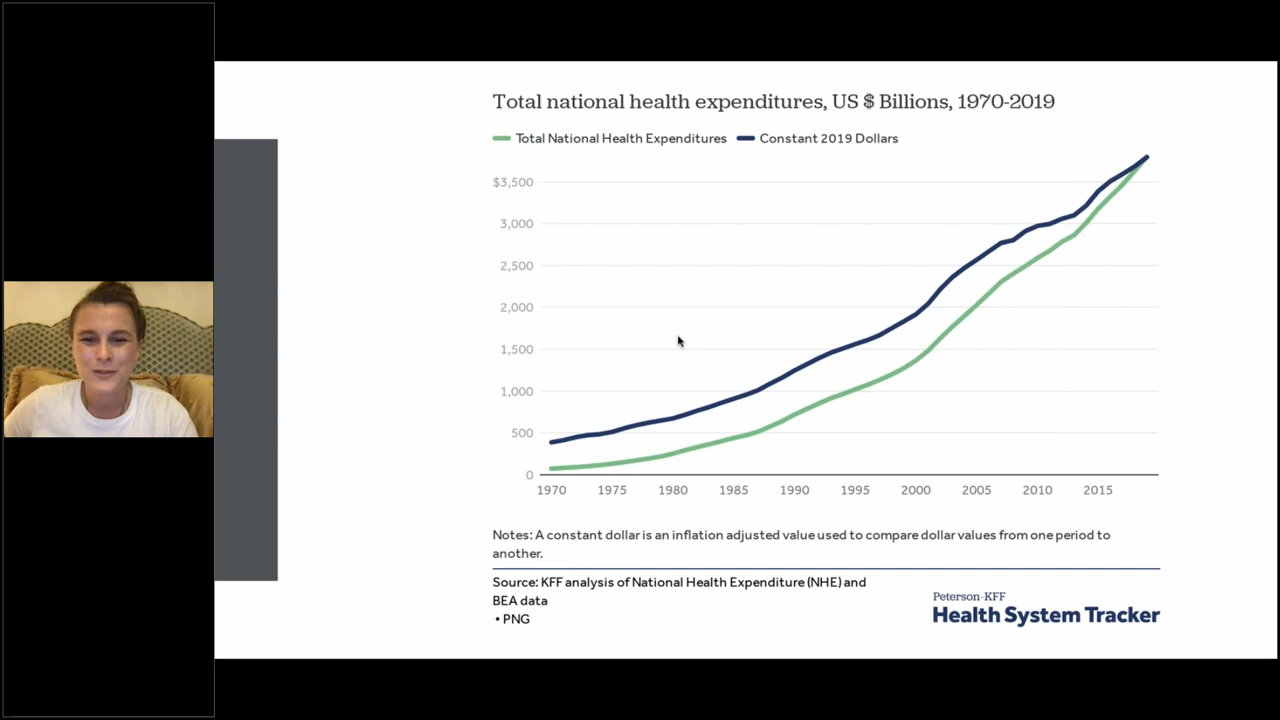 Total national health expenditures, US $ Billions, 1970-2019
Total National Health Expenditures Constant 2019 Dollars
$3,500
3,000
2,500
2,000
1,500
1,000
500
0
1970 1975 1980 1985 1990 1995 2000 2005 2010 2015
Notes: A constant dollar is an inflation adjusted value used to compare dollar values from one period to
another.
Source: KFF analysis of National Health Expenditure (NHE) and
BEA data
• PNG
Peterson-KFF
Health System Tracker